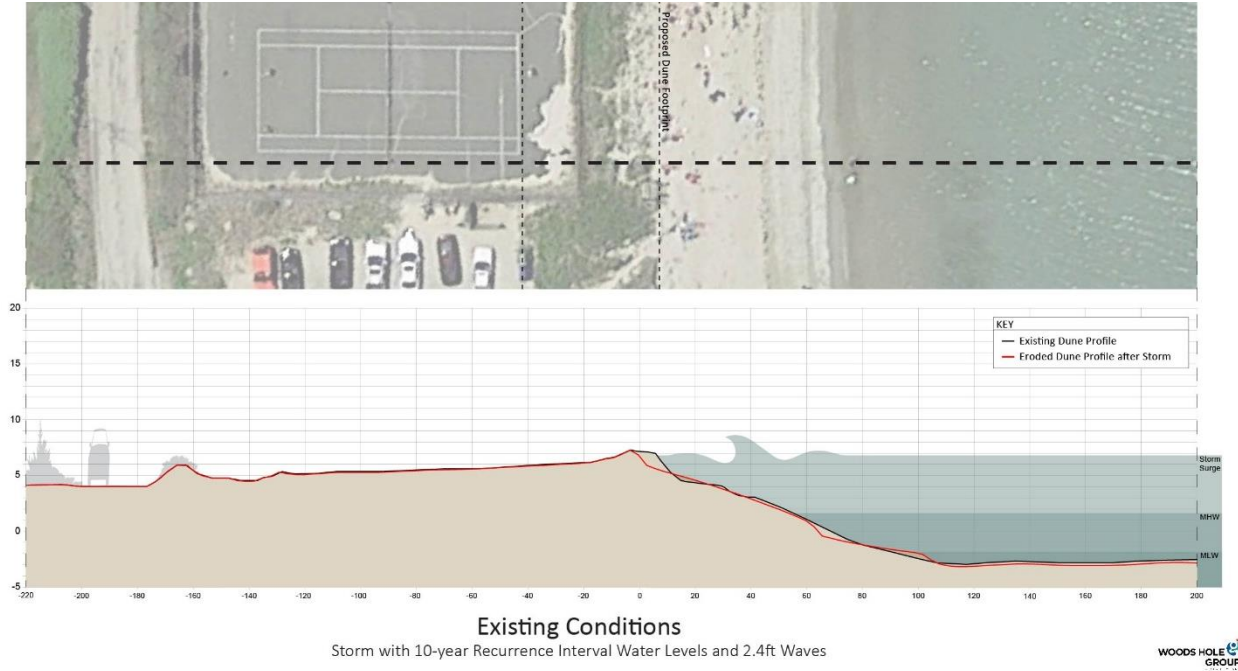 Proposed Dune Footprint
20
KEY
Existing Dune Profile
Eroded Dune Profile after Storm
15
10
Storm
Surge
5
MHW
0
MLW
-5
-220 -200 -180 -160 -140 -120 -100 -80 -60 -40 -20 0 20 40 60 80 100 120 140 160 180 200
Existing Conditions
Storm with 10-year Recurrence Interval Water Levels and 2.4ft Waves
WOODS HOLE
GROUP